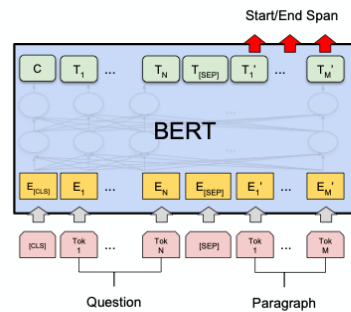 Start/End Span
C T1 ... TN T[SEP] T1' ... TM'
...
BERT
...
E[CLS] E1 ... EN E[SEP] E1' ... EM'
[CLS] Tok 1 ... Tok N [SEP] Tok 1 ... Tok M
Question Paragraph